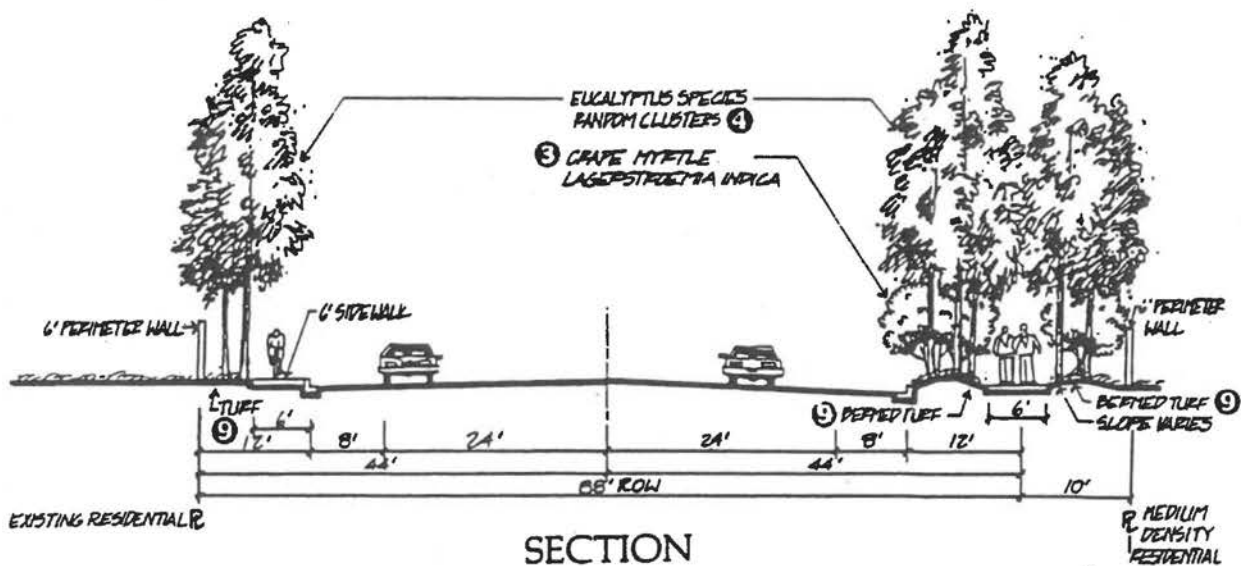 EUCALYPTUS SPECIES
RANDOM CLUSTERS ④
③ CRAPE MYRTLE
LAGERSTROEMIA INDICA
6' PERIMETER WALL
6' SIDEWALK
PERIMETER
WALL
TURF
⑨
6'
12'
8'
24'
24'
8'
12'
⑨ BERMED TURF
6'
BERMED TURF ⑨
SLOPE VARIES
44'
44'
88' ROW
10'
EXISTING RESIDENTIAL PL
PL MEDIUM
DENSITY
RESIDENTIAL
SECTION